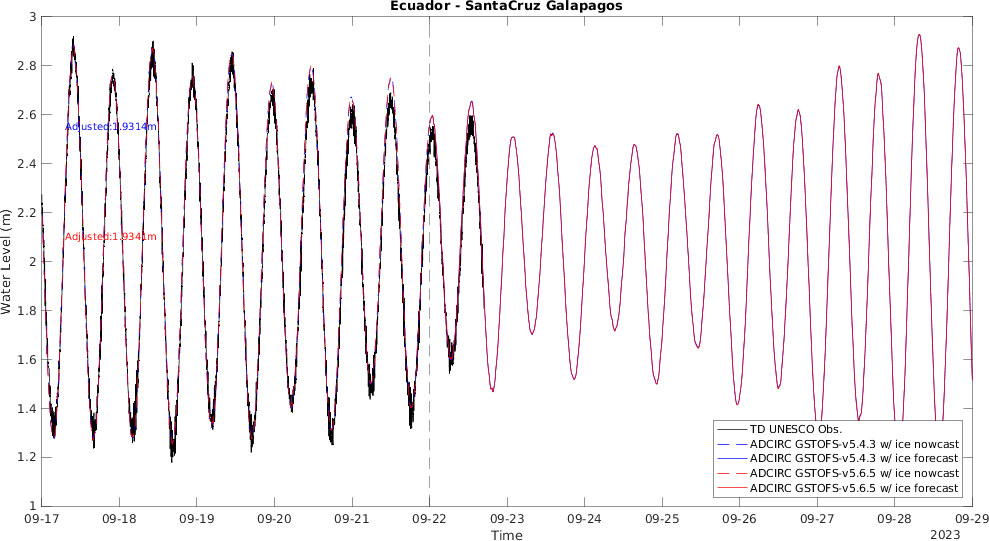 Ecuador - SantaCruz Galapagos
Water Level (m)
3
2.8
2.6
2.4
2.2
2
1.8
1.6
1.4
1.2
1
Adjusted:1.9314m
Adjusted:1.9341m
TD UNESCO Obs.
ADCIRC GSTOFS-v5.4.3 w/ ice nowcast
ADCIRC GSTOFS-v5.4.3 w/ ice forecast
ADCIRC GSTOFS-v5.6.5 w/ ice nowcast
ADCIRC GSTOFS-v5.6.5 w/ ice forecast
09-17 09-18 09-19 09-20 09-21 09-22 09-23 09-24 09-25 09-26 09-27 09-28 09-29
Time
2023